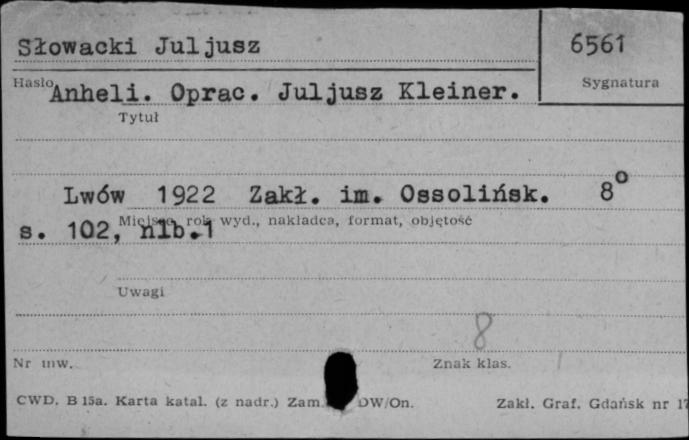 Słowacki Juljusz
6561
Hasło
Sygnatura
Anheli. Oprac. Juljusz Kleiner.
Tytuł
Lwów 1922 Zakł. im. Ossolińsk. 8°
Miejsce, rok wyd., nakładca, format, objętość
s. 102, nlb.1
Uwagi
8
Nr inw.
Znak klas.
CWD. B 15a. Karta katal. (z nadr.) Zam. DW/On.
Zakł. Graf. Gdańsk nr 17